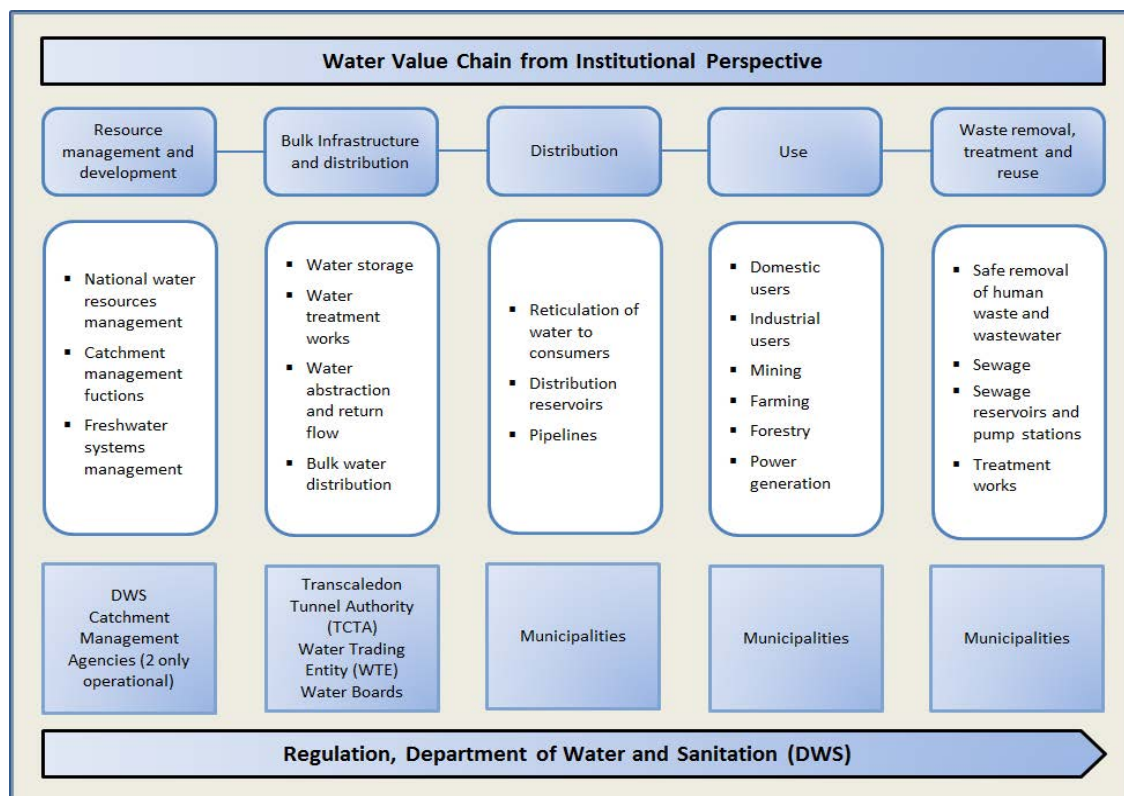 Water Value Chain from Institutional Perspective
Resource
management and
development
Bulk Infrastructure
and distribution
Distribution
Use
Waste removal,
treatment and
reuse
▪ National water
resources
management
▪ Catchment
management
fuctions
▪ Freshwater
systems
management
▪ Water storage
▪ Water
treatment
works
▪ Water
abstraction
and return
flow
▪ Bulk water
distribution
▪ Reticulation of
water to
consumers
▪ Distribution
reservoirs
▪ Pipelines
▪ Domestic
users
▪ Industrial
users
▪ Mining
▪ Farming
▪ Forestry
▪ Power
generation
▪ Safe removal
of human
waste and
wastewater
▪ Sewage
▪ Sewage
reservoirs and
pump stations
▪ Treatment
works
DWS
Catchment
Management
Agencies (2 only
operational)
Transcaledon
Tunnel Authority
(TCTA)
Water Trading
Entity (WTE)
Water Boards
Municipalities
Municipalities
Municipalities
Regulation, Department of Water and Sanitation (DWS)